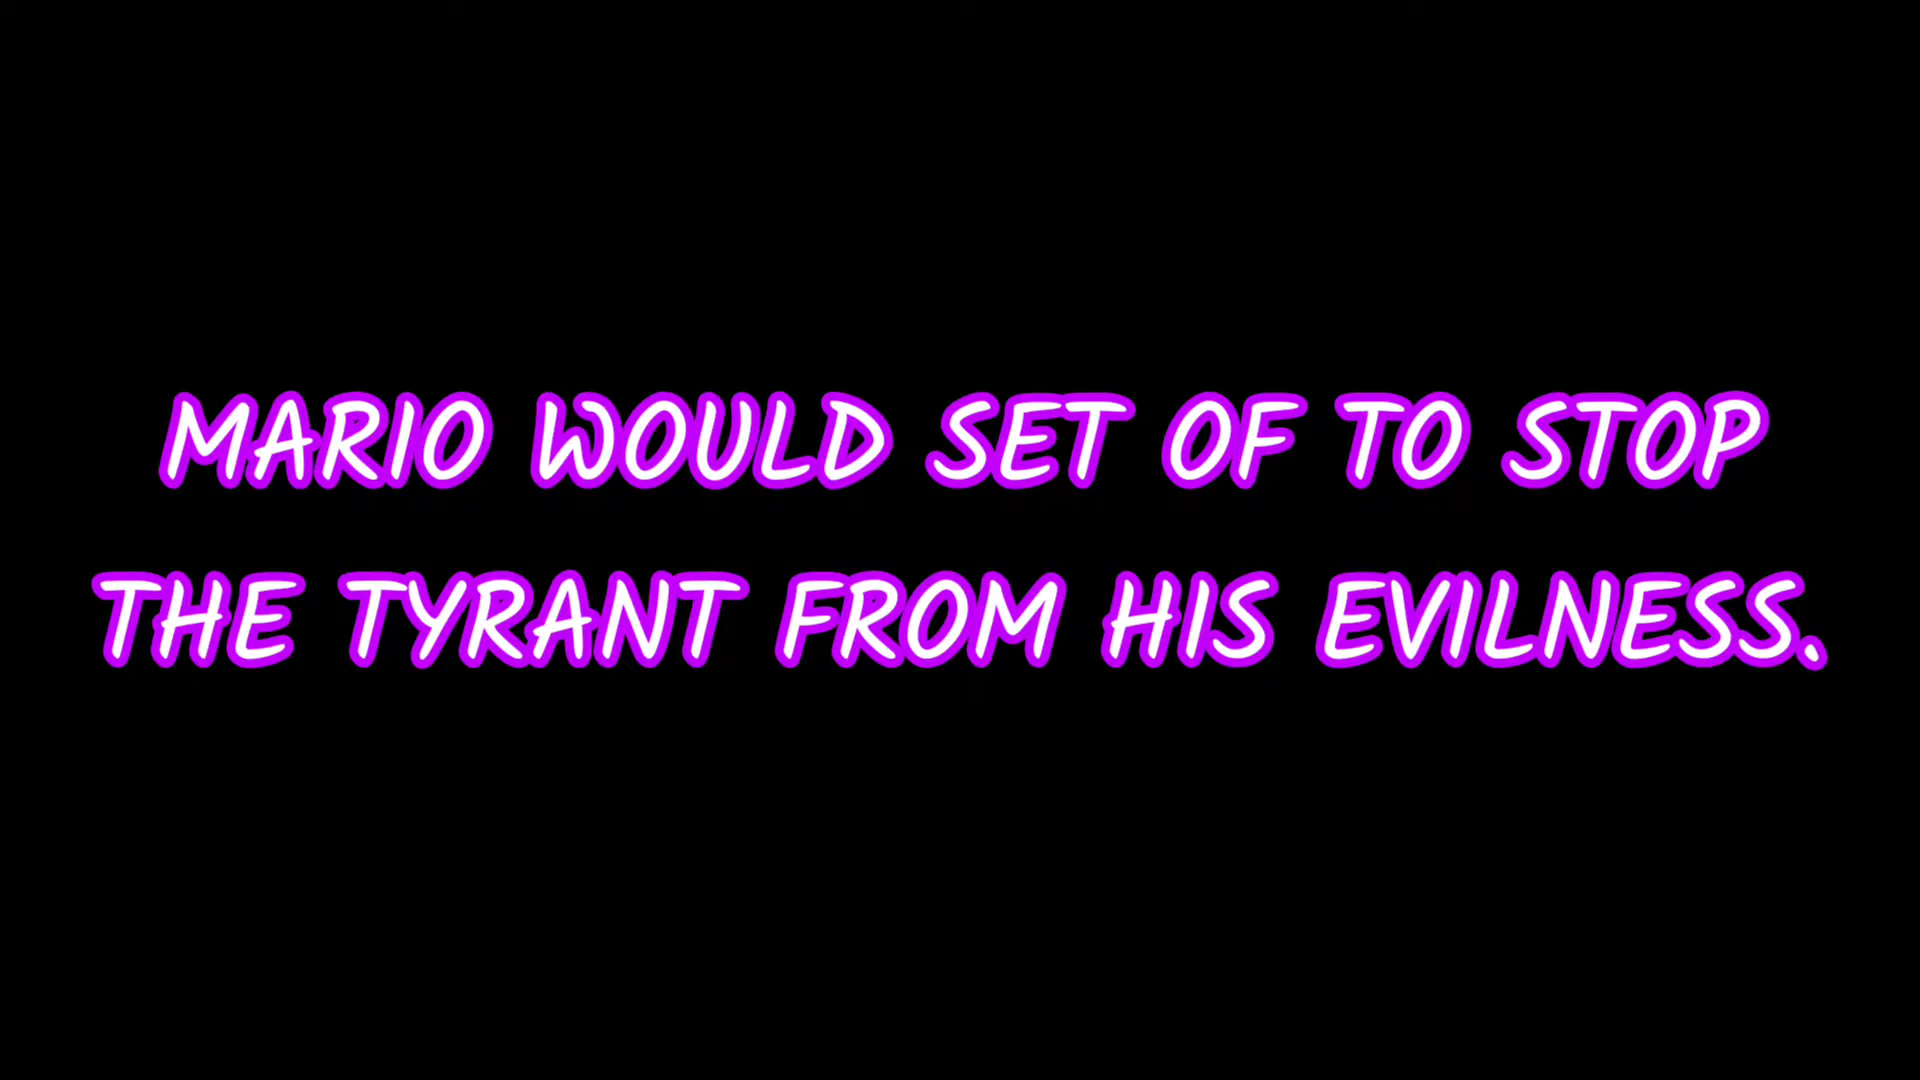 MARIO WOULD SET OF TO STOP
THE TYRANT FROM HIS EVILNESS.